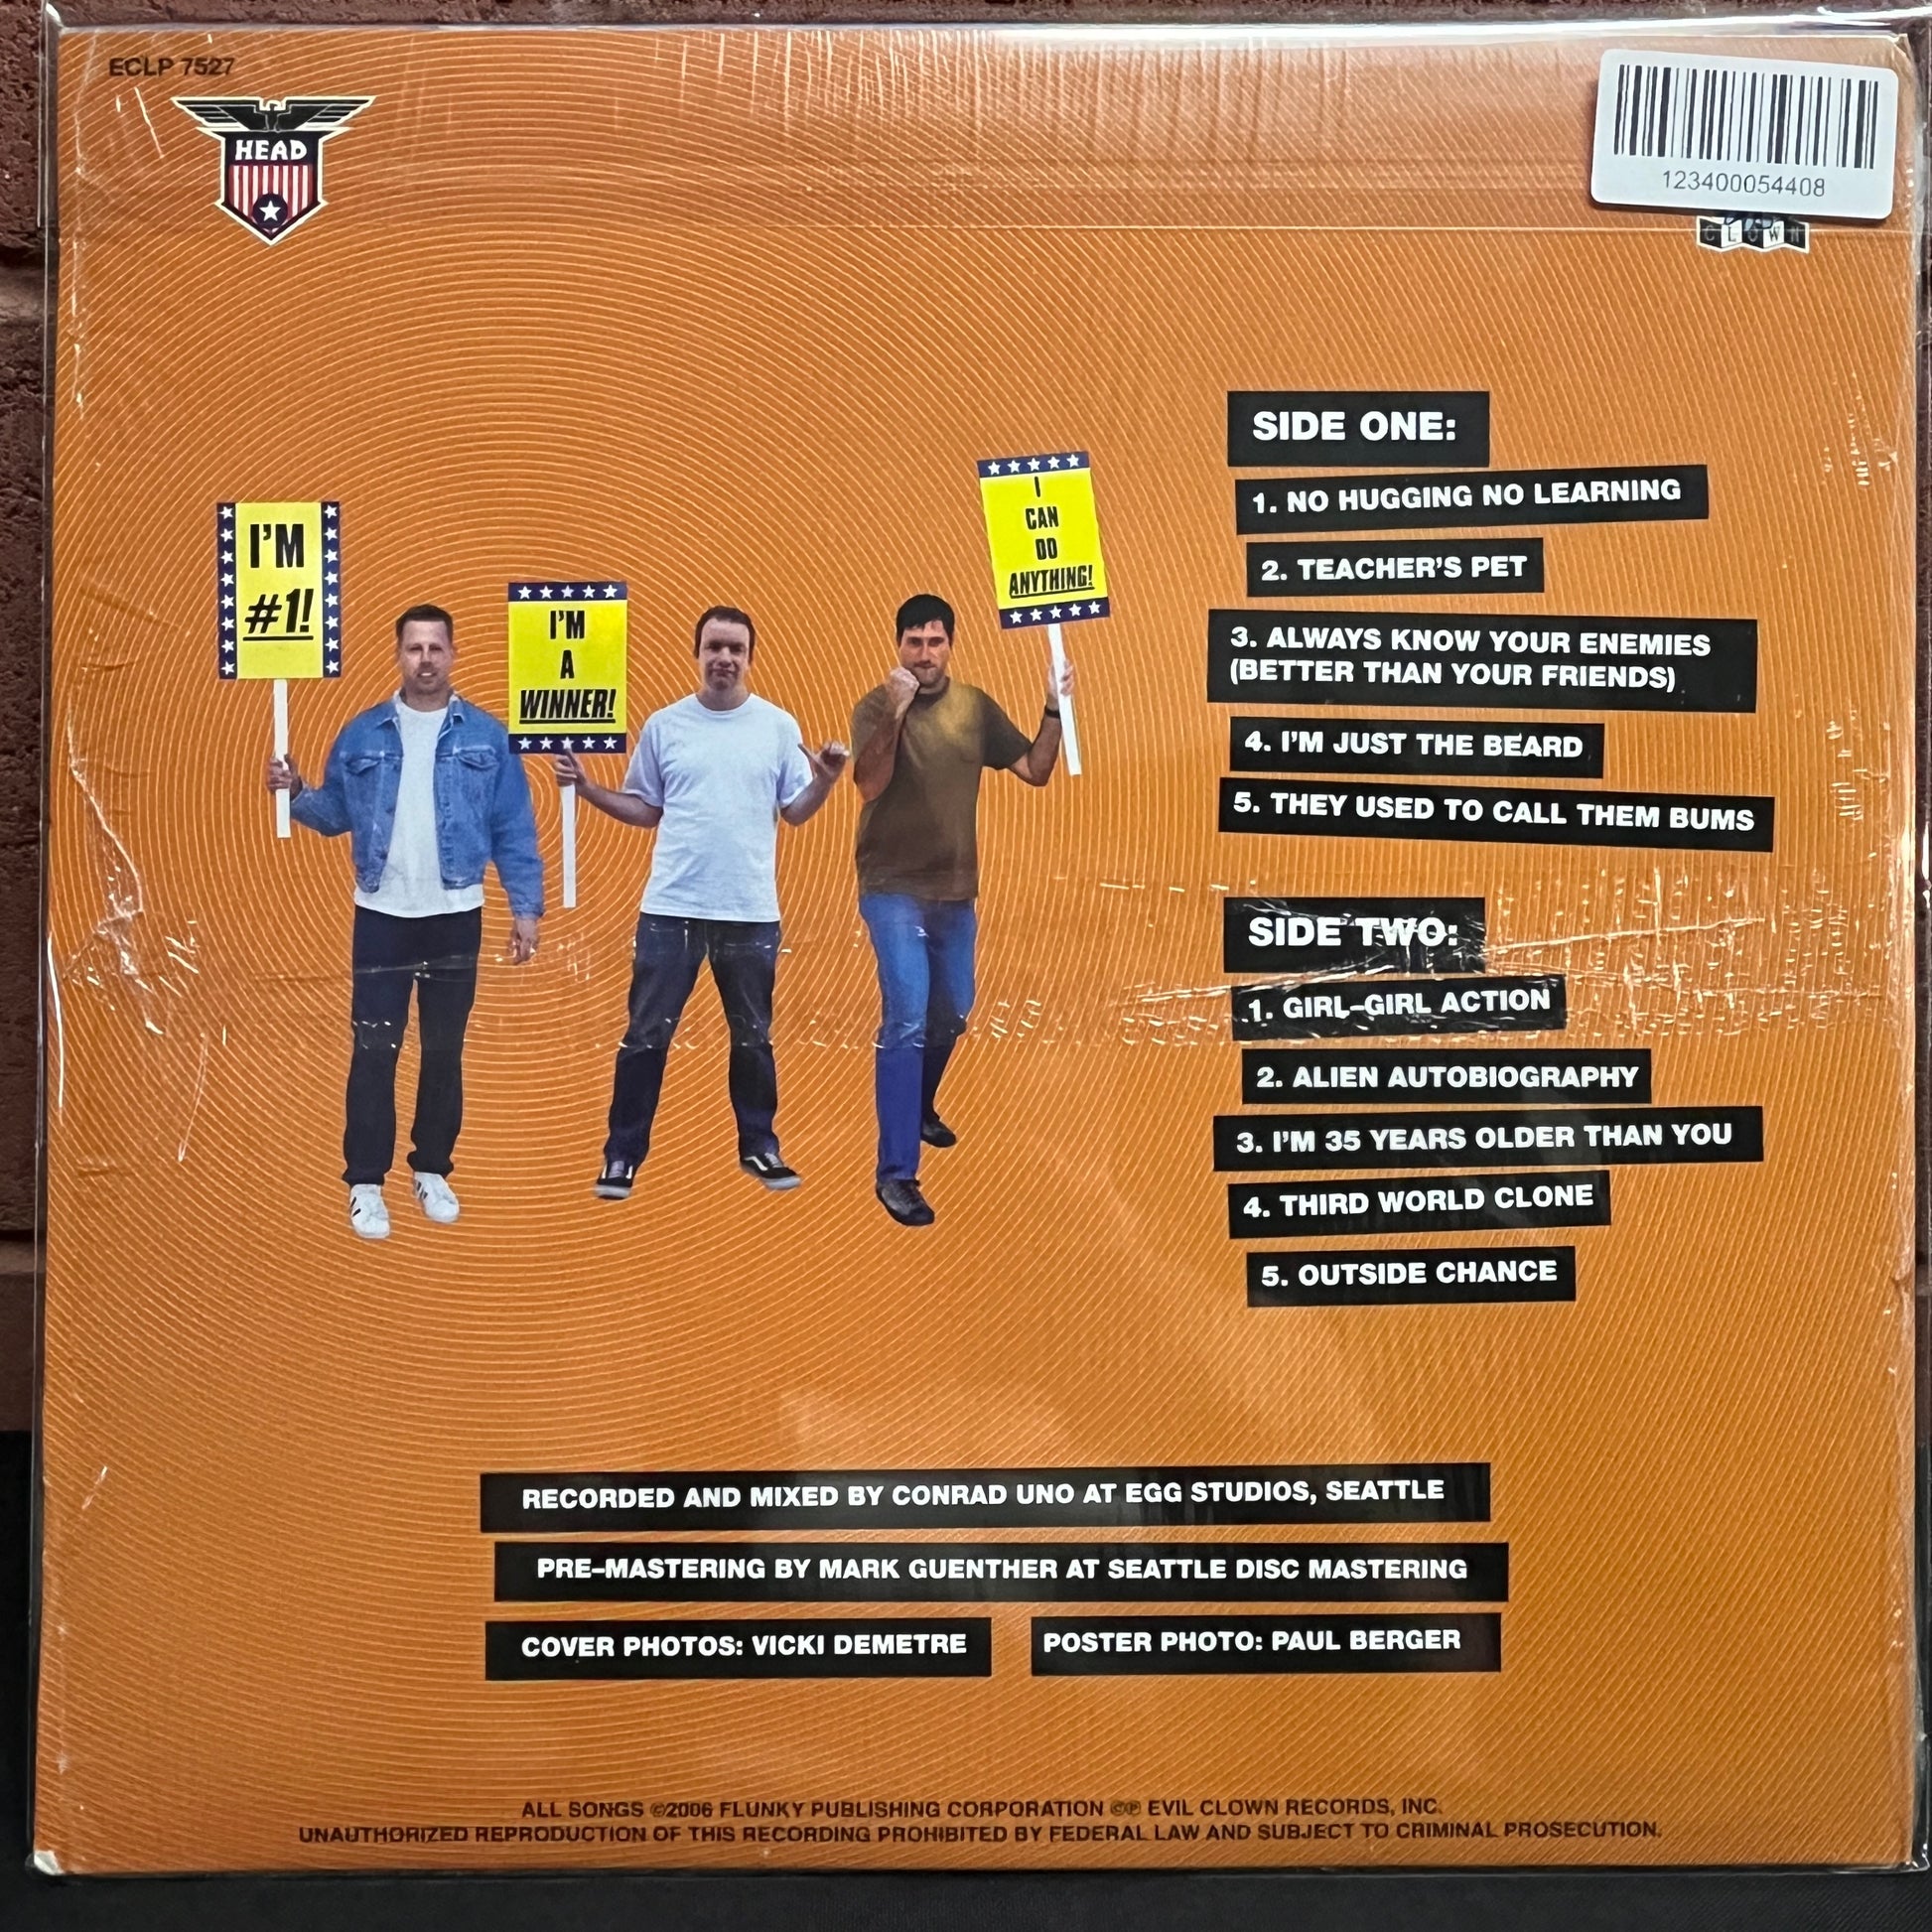 ECLP 7527
HEAD
123400054408
CLOWN
I'M
#1!
I'M
A
WINNER!
I
CAN
DO
ANYTHING!
SIDE ONE:
1. NO HUGGING NO LEARNING
2. TEACHER'S PET
3. ALWAYS KNOW YOUR ENEMIES
(BETTER THAN YOUR FRIENDS)
4. I'M JUST THE BEARD
5. THEY USED TO CALL THEM BUMS
SIDE TWO:
1. GIRL-GIRL ACTION
2. ALIEN AUTOBIOGRAPHY
3. I'M 35 YEARS OLDER THAN YOU
4. THIRD WORLD CLONE
5. OUTSIDE CHANCE
RECORDED AND MIXED BY CONRAD UNO AT EGG STUDIOS, SEATTLE
PRE-MASTERING BY MARK GUENTHER AT SEATTLE DISC MASTERING
COVER PHOTOS: VICKI DEMETRE
POSTER PHOTO: PAUL BERGER
ALL SONGS ©2006 FLUNKY PUBLISHING CORPORATION ©℗ EVIL CLOWN RECORDS, INC.
UNAUTHORIZED REPRODUCTION OF THIS RECORDING PROHIBITED BY FEDERAL LAW AND SUBJECT TO CRIMINAL PROSECUTION.